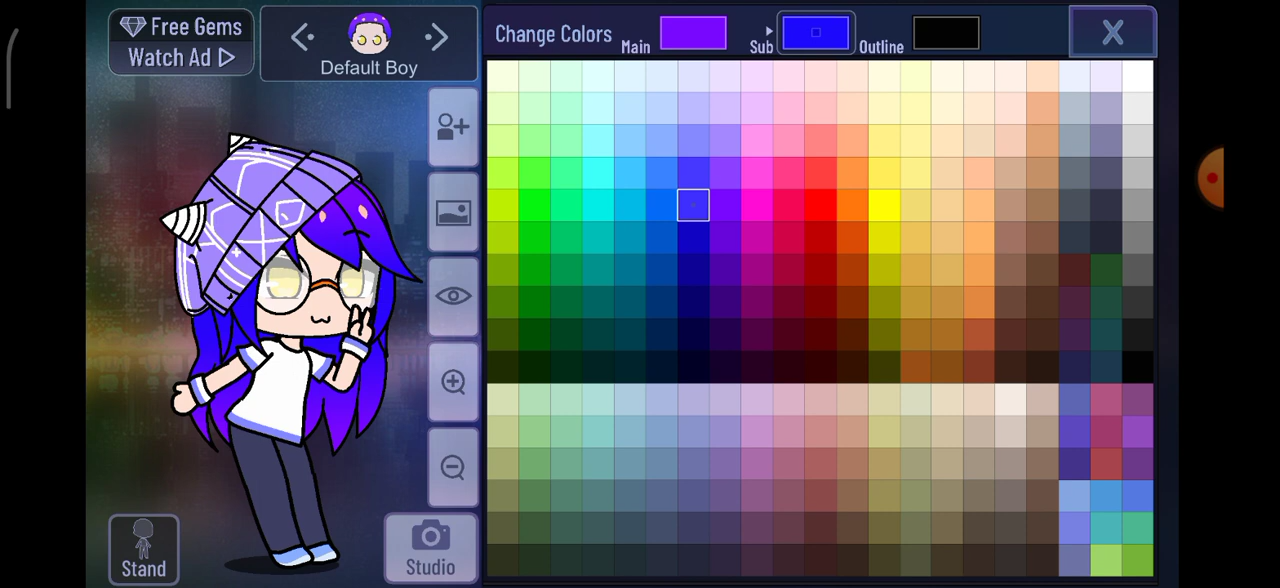 Free Gems
Watch Ad
Default Boy
Change Colors
Main
Sub
Outline
X
Stand
Studio